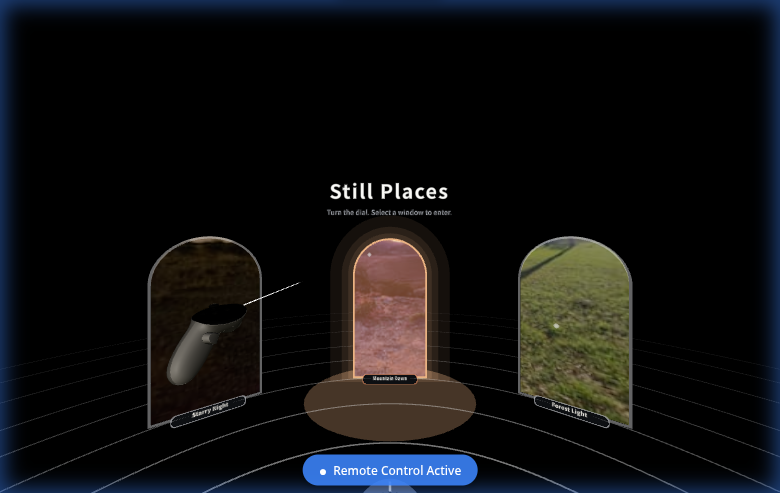 Still Places
Turn the dial. Select a window to enter.
Mountain Dawn
Starry Night
Forest Light
Remote Control Active